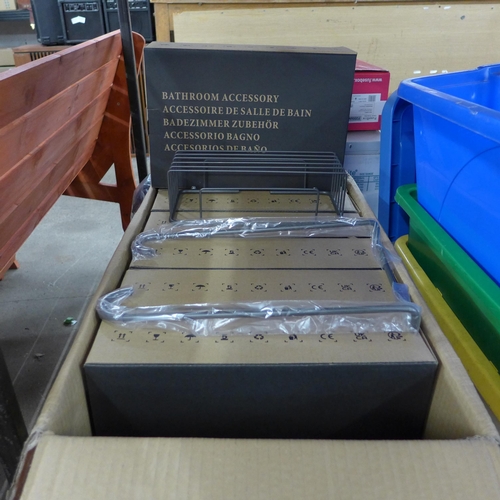 BATHROOM ACCESSORY
ACCESSOIRE DE SALLE DE BAIN
BADEZIMMER ZUBEHÖR
ACCESSORIO BAGNO
ACCESORIOS DE BAÑO